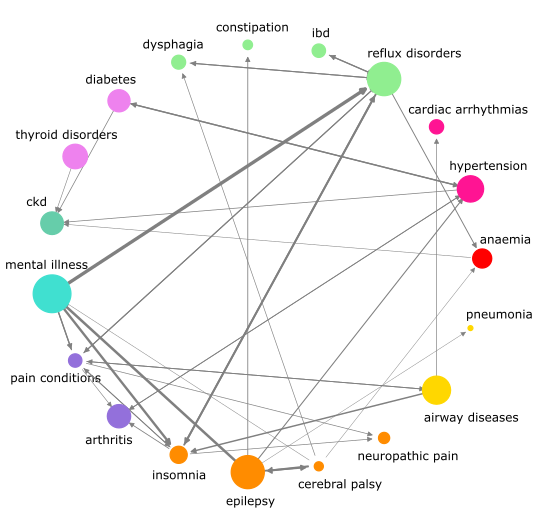 constipation
ibd
dysphagia
reflux disorders
diabetes
cardiac arrhythmias
thyroid disorders
hypertension
ckd
anaemia
mental illness
pneumonia
pain conditions
airway diseases
arthritis
neuropathic pain
insomnia
cerebral palsy
epilepsy